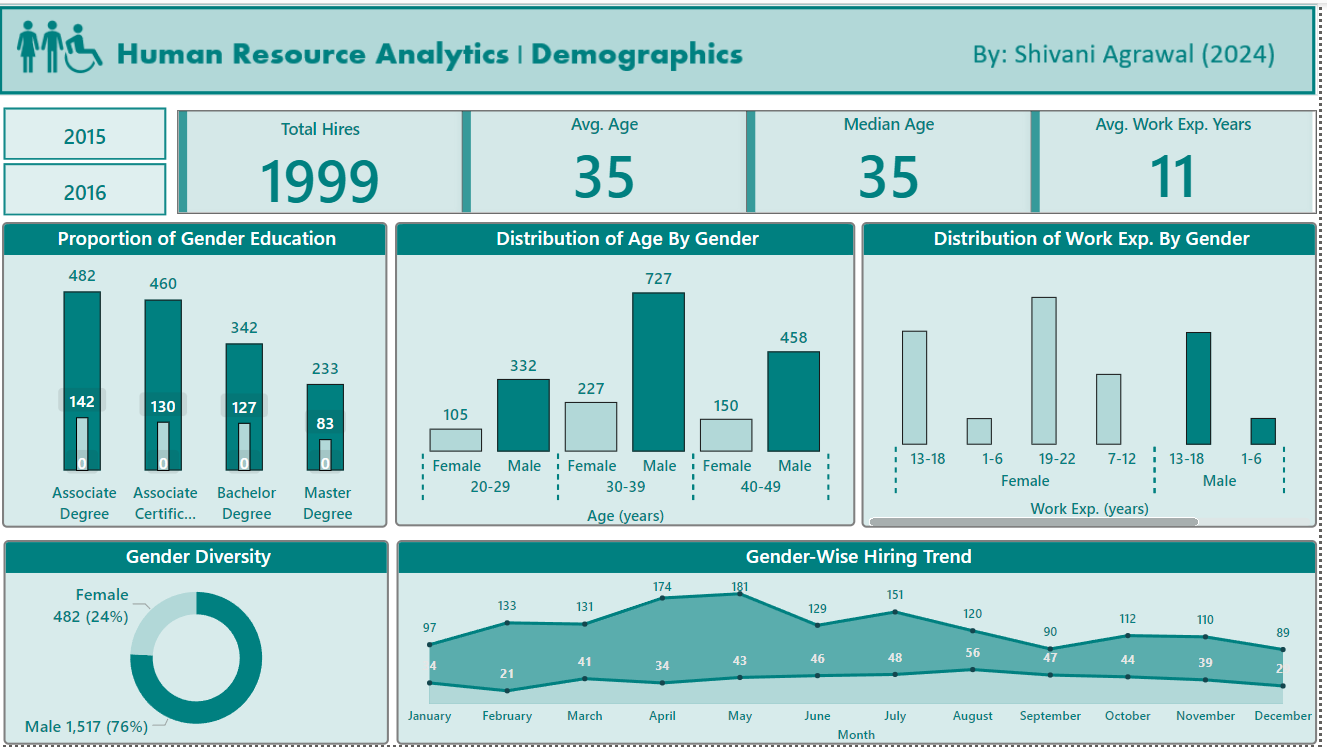 Human Resource Analytics | Demographics
By: Shivani Agrawal (2024)
2015
2016
Total Hires
1999
Avg. Age
35
Median Age
35
Avg. Work Exp. Years
11
Proportion of Gender Education
482
460
342
233
142
130
127
83
0
0
0
0
Associate
Degree
Associate
Certific...
Bachelor
Degree
Master
Degree
Distribution of Age By Gender
105
332
227
727
150
458
Female
Male
Female
Male
Female
Male
20-29
30-39
40-49
Age (years)
Distribution of Work Exp. By Gender
13-18
1-6
19-22
7-12
13-18
1-6
Female
Male
Work Exp. (years)
Gender Diversity
Female
482 (24%)
Male 1,517 (76%)
Gender-Wise Hiring Trend
97
133
131
174
181
129
151
120
90
112
110
89
4
21
41
34
43
46
48
56
47
44
39
2
January
February
March
April
May
June
July
August
September
October
November
December
Month